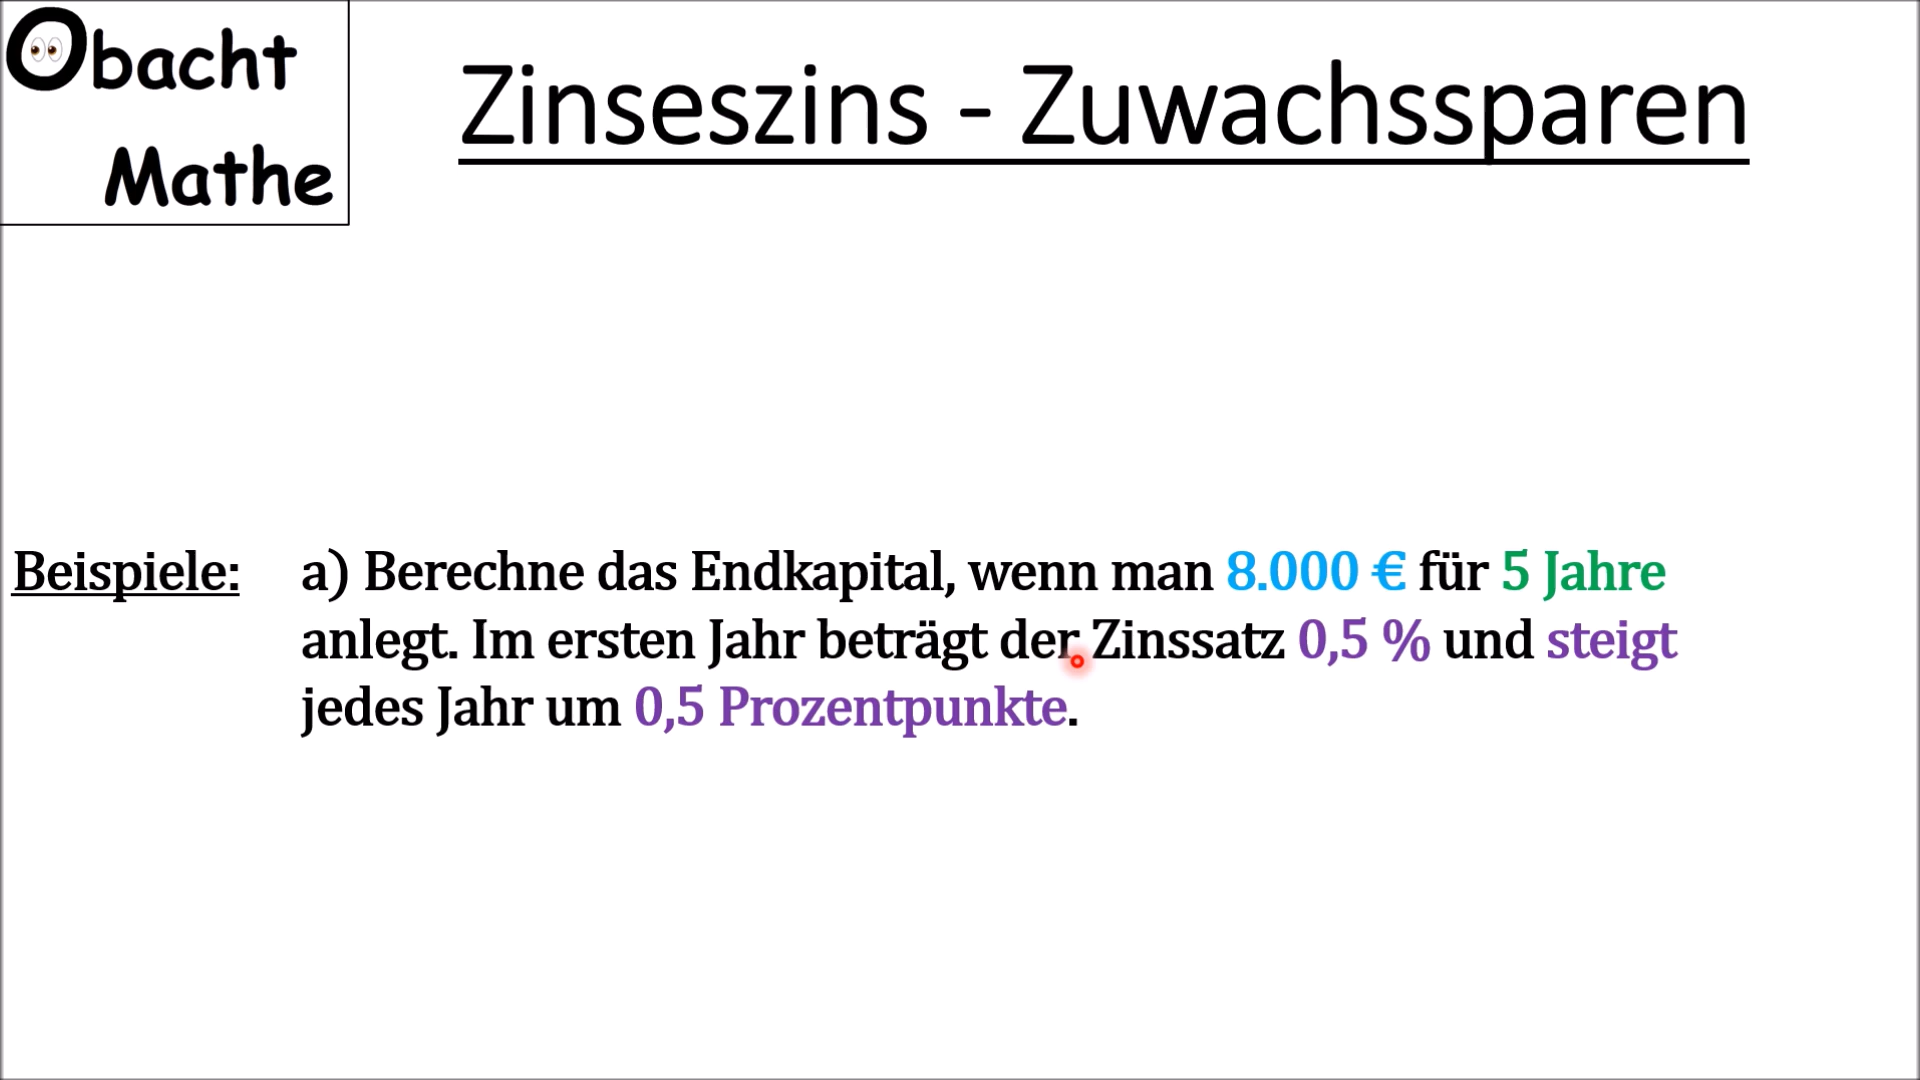 Obacht
Mathe
Zinseszins - Zuwachssparen
Beispiele: a) Berechne das Endkapital, wenn man 8.000 € für 5 Jahre
anlegt. Im ersten Jahr beträgt der Zinssatz 0,5 % und steigt
jedes Jahr um 0,5 Prozentpunkte.